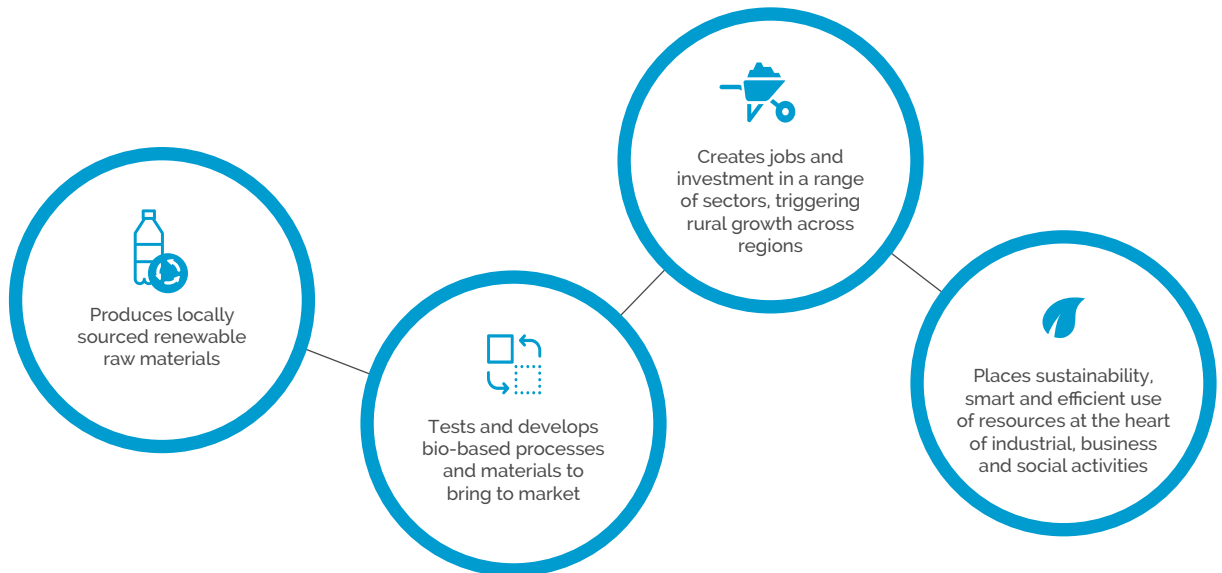 Produces locally
sourced renewable
raw materials
Tests and develops
bio-based processes
and materials to
bring to market
Creates jobs and
investment in a range
of sectors, triggering
rural growth across
regions
Places sustainability,
smart and efficient use
of resources at the heart
of industrial, business
and social activities